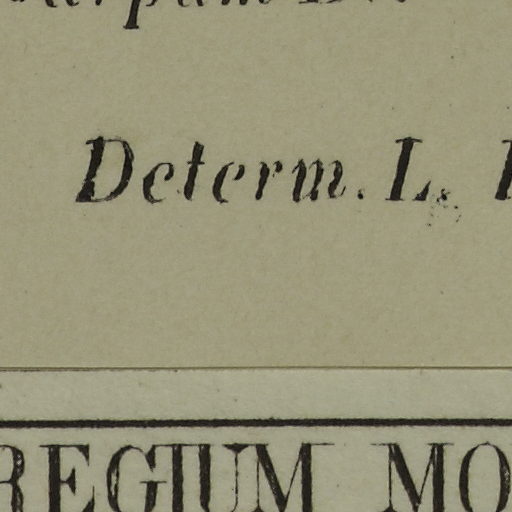 Determ. L.
REGIUM MO